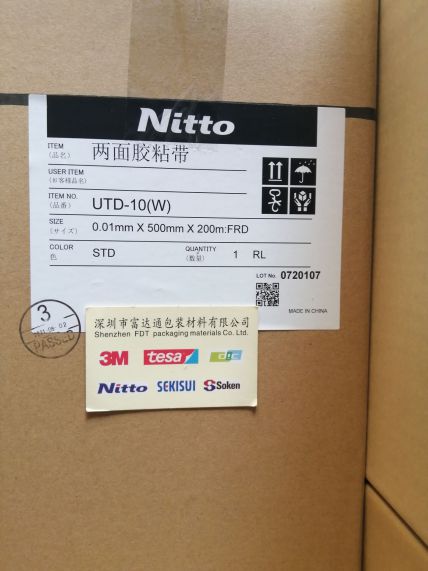 Nitto
ITEM
(品名)
两面胶粘带
USER ITEM
(お客様品名)
ITEM NO.
(品番)
UTD-10(W)
SIZE
(サイズ)
0.01mm X 500mm X 200m:FRD
COLOR
色
STD
QUANTITY
(数量)
1 RL
LOT No. 0720107
MADE IN CHINA
3
PASSED
深圳市富达通包装材料有限公司
Shenzhen FDT packaging materials Co. Ltd.
3M tesa dic
Nitto SEKISUI Soken